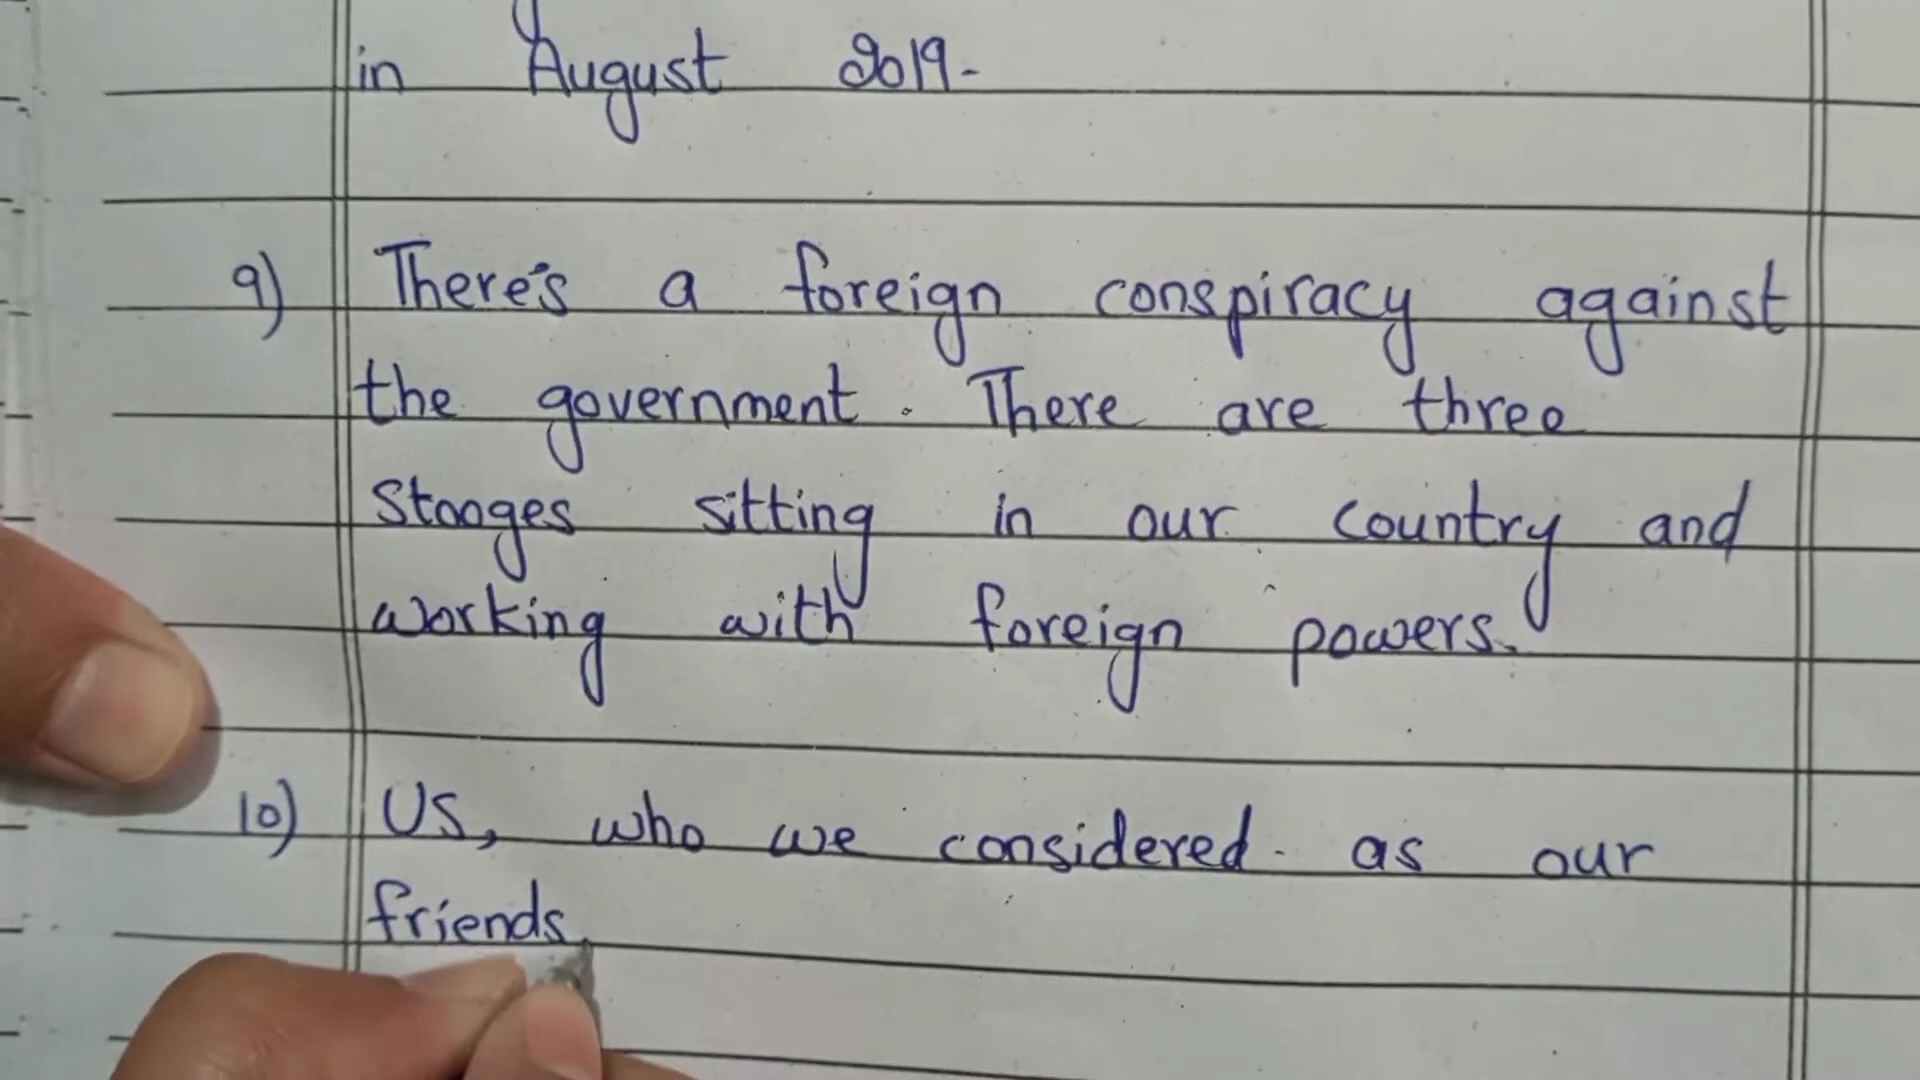 in August 2019.
9) There's a foreign conspiracy against
the government. There are three
Stooges sitting in our country and
working with foreign powers.
10) US, who we considered as our
friends,